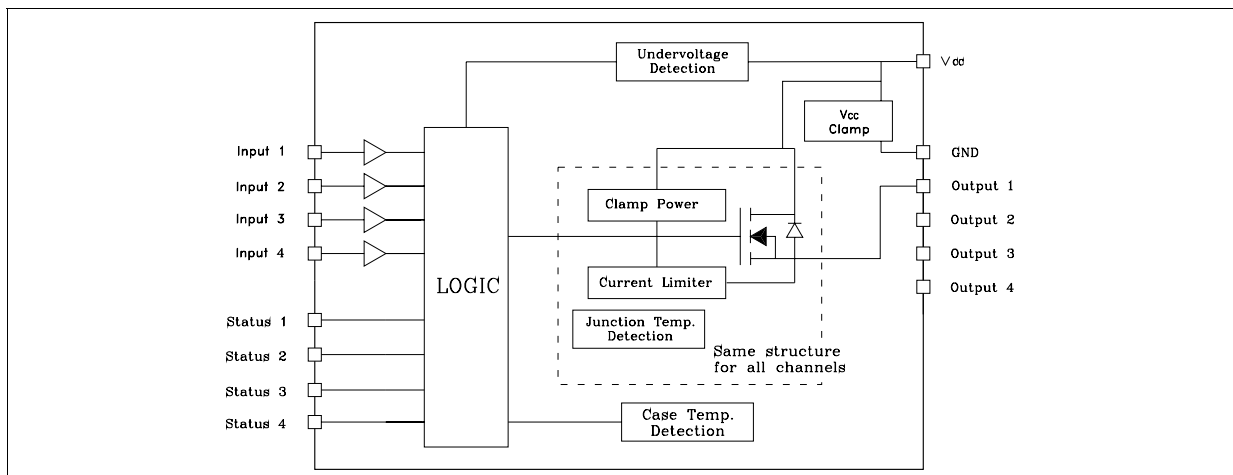 Undervoltage
Detection
Vdd
Vcc
Clamp
Input 1
GND
Input 2
Output 1
Clamp Power
Input 3
Output 2
Input 4
Output 3
Current Limiter
LOGIC
Output 4
Status 1
Junction Temp.
Detection
Status 2
Same structure
for all channels
Status 3
Case Temp.
Detection
Status 4